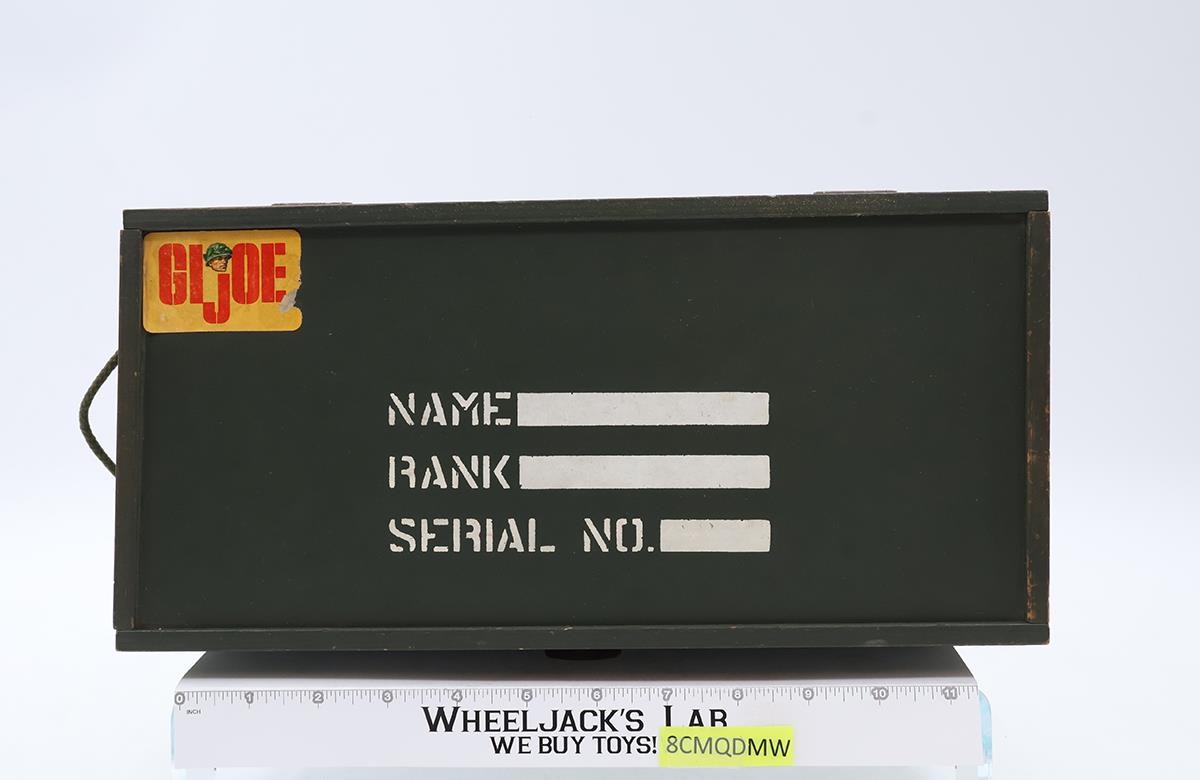 GI JOE
NAME
RANK
SERIAL NO.
0 1 2 3 4 5 6 7 8 9 10 11
INCH
WHEELJACK'S LAB
WE BUY TOYS! 8CMQDMW